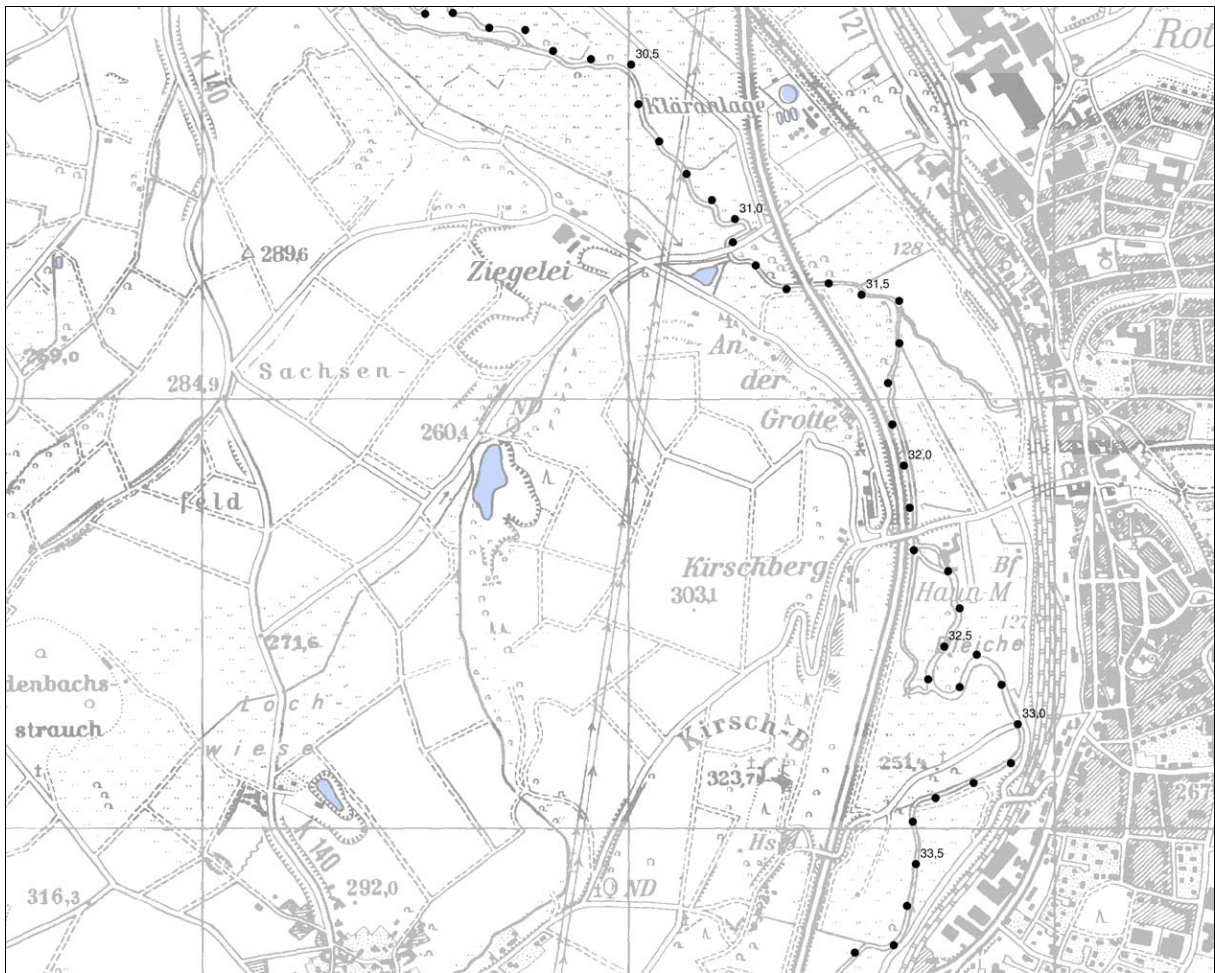 K 140
121
Rot
30,5
Kläranlage
31,0
128
289,6
Ziegelei
31,5
An
der
Grotte
269,0
284,9
Sachsen-
feld
ND
260,4
32,0
Kirschberg
303,1
Bf
Haun M
127
32,5
Bleiche
271,6
denbachs-
strauch
Loch-
wiese
33,0
Kirsch-B
251,4
323,7
267
Hs
33,5
K 140
292,0
316,3
ND